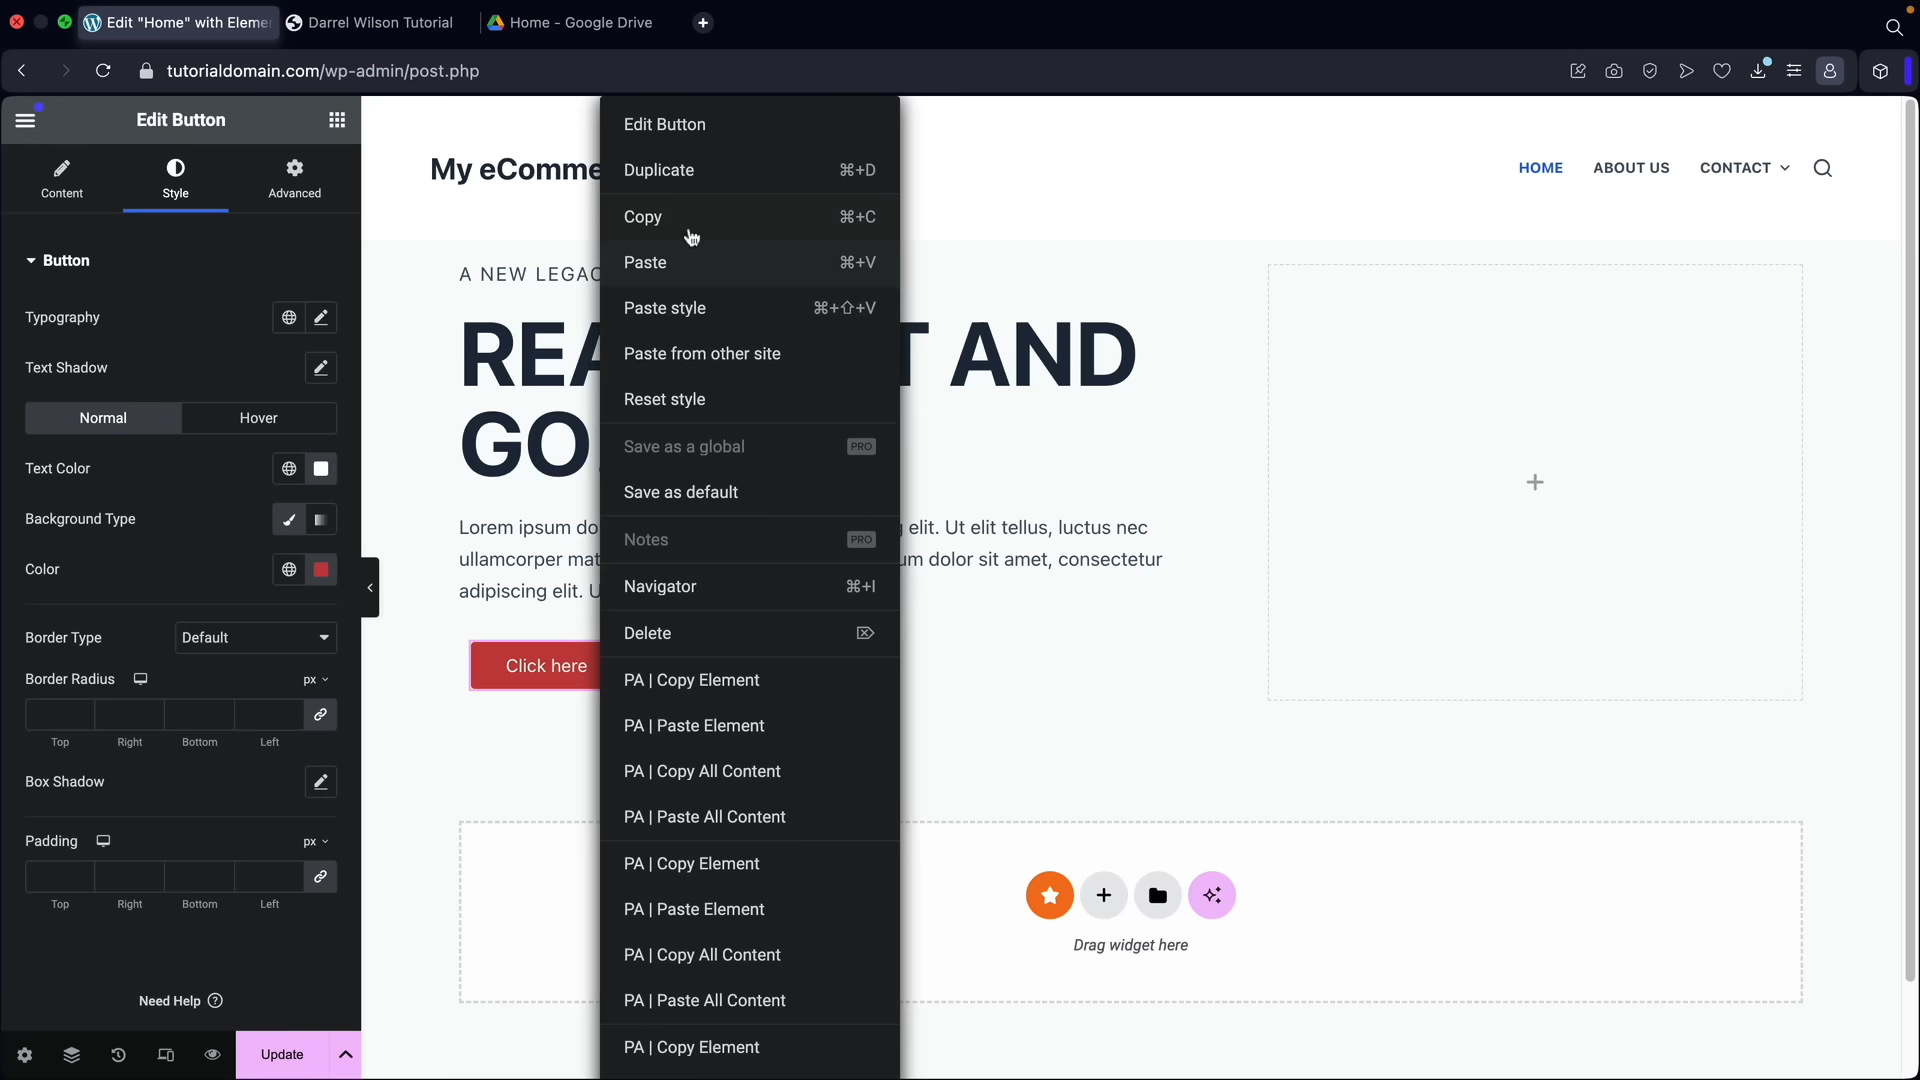 Edit "Home" with Eleme
Darrel Wilson Tutorial
Home - Google Drive
tutorialdomain.com/wp-admin/post.php
Edit Button
Content
Style
Advanced
Button
Typography
Text Shadow
Normal
Hover
Text Color
Background Type
Color
Border Type
Default
Border Radius
px
Top
Right
Bottom
Left
Box Shadow
Padding
px
Top
Right
Bottom
Left
Need Help
Update
My eComme
HOME
ABOUT US
CONTACT
A NEW LEGAC
REA T AND
GO
Lorem ipsum do elit. Ut elit tellus, luctus nec
ullamcorper mat um dolor sit amet, consectetur
adipiscing elit. U
Click here
Edit Button
Duplicate ⌘+D
Copy ⌘+C
Paste ⌘+V
Paste style ⌘+⇧+V
Paste from other site
Reset style
Save as a global PRO
Save as default
Notes PRO
Navigator ⌘+I
Delete ⌦
PA | Copy Element
PA | Paste Element
PA | Copy All Content
PA | Paste All Content
PA | Copy Element
PA | Paste Element
PA | Copy All Content
PA | Paste All Content
PA | Copy Element
Drag widget here